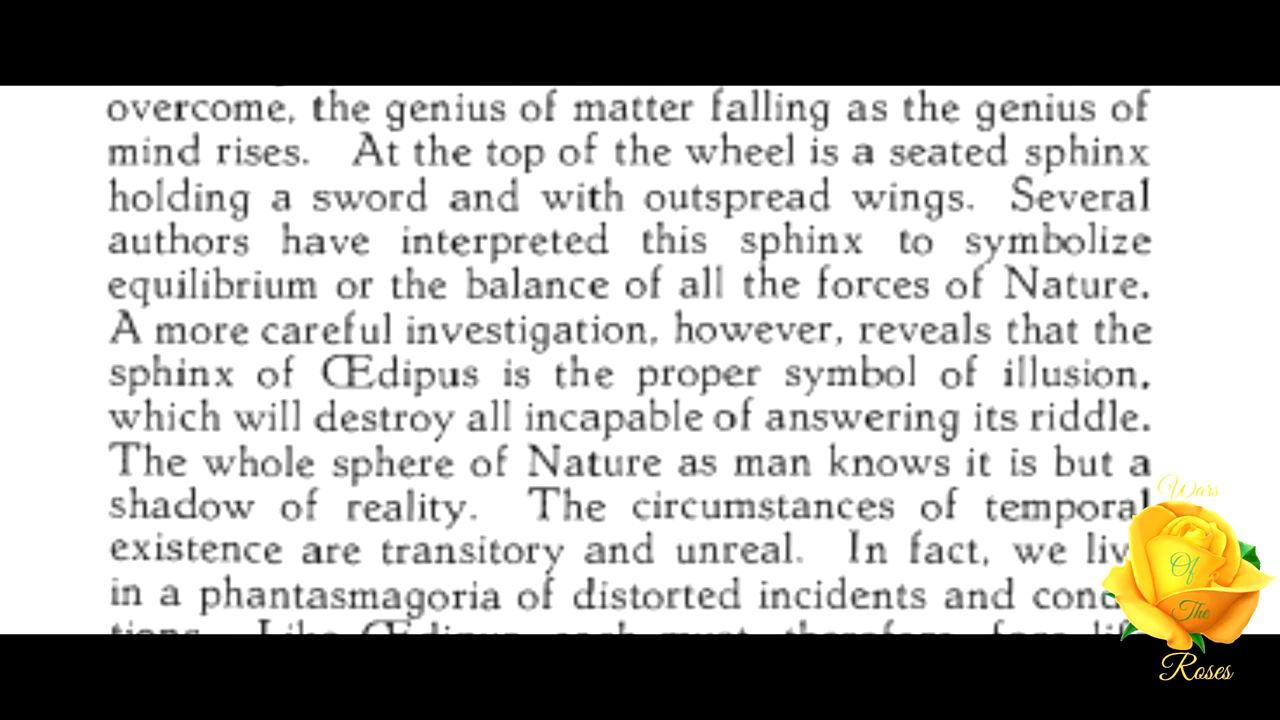 overcome, the genius of matter falling as the genius of
mind rises. At the top of the wheel is a seated sphinx
holding a sword and with outspread wings. Several
authors have interpreted this sphinx to symbolize
equilibrium or the balance of all the forces of Nature.
A more careful investigation, however, reveals that the
sphinx of Œdipus is the proper symbol of illusion,
which will destroy all incapable of answering its riddle.
The whole sphere of Nature as man knows it is but a
shadow of reality. The circumstances of temporal
existence are transitory and unreal. In fact, we liv
in a phantasmagoria of distorted incidents and cond
Wars
Of
The
Roses